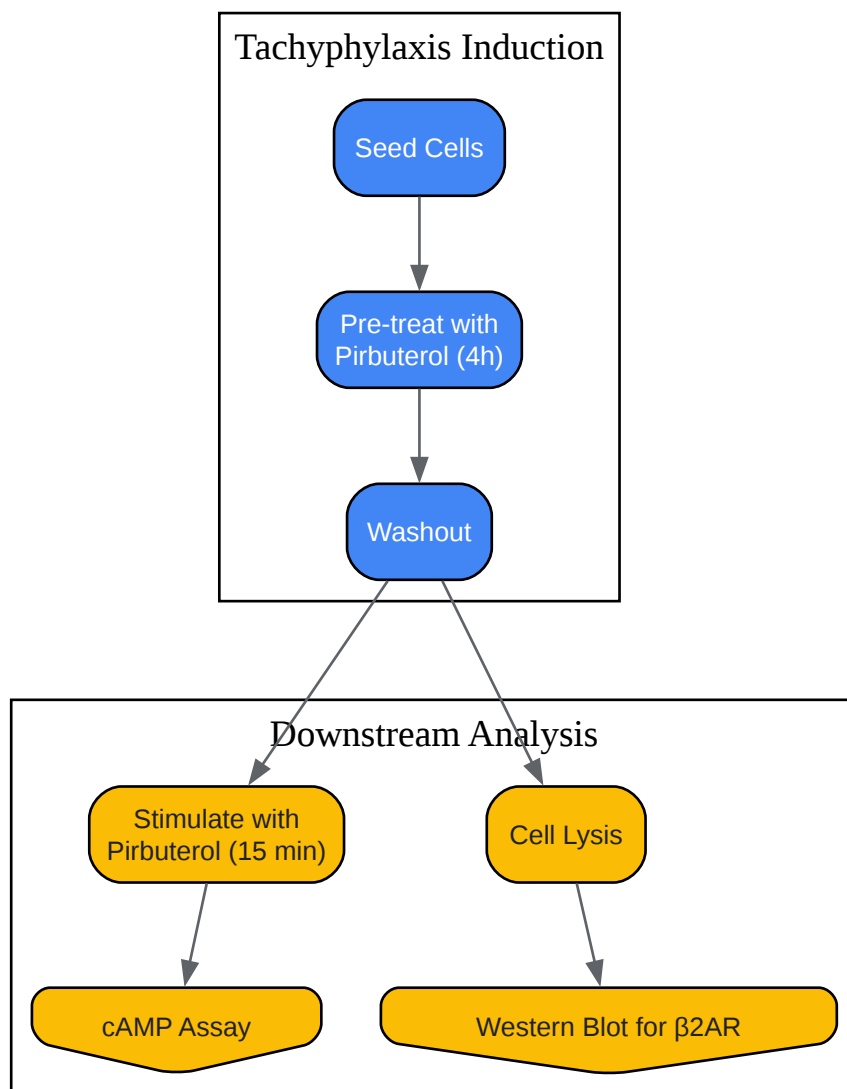 Tachyphylaxis Induction
Seed Cells
Pre-treat with
Pirbuterol (4h)
Washout
Downstream Analysis
Stimulate with
Pirbuterol (15 min)
Cell Lysis
cAMP Assay
Western Blot for β2AR